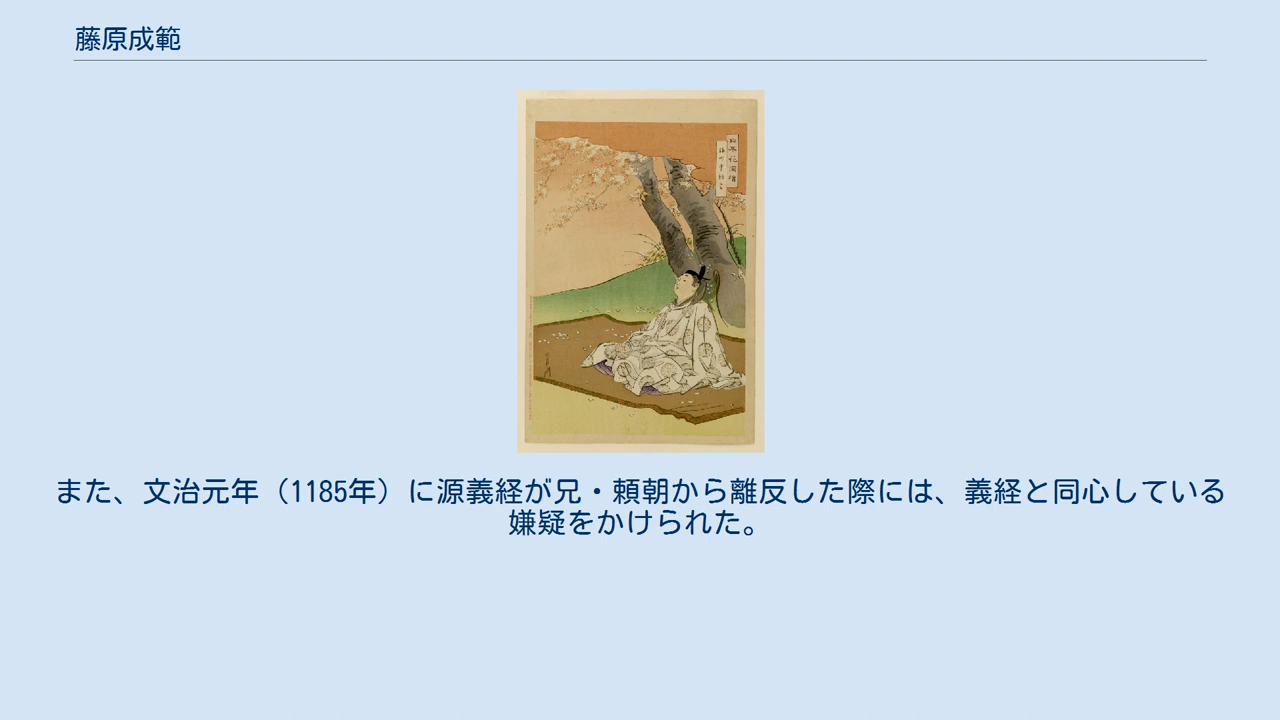 藤原成範
また、文治元年（1185年）に源義経が兄・頼朝から離反した際には、義経と同心している
嫌疑をかけられた。